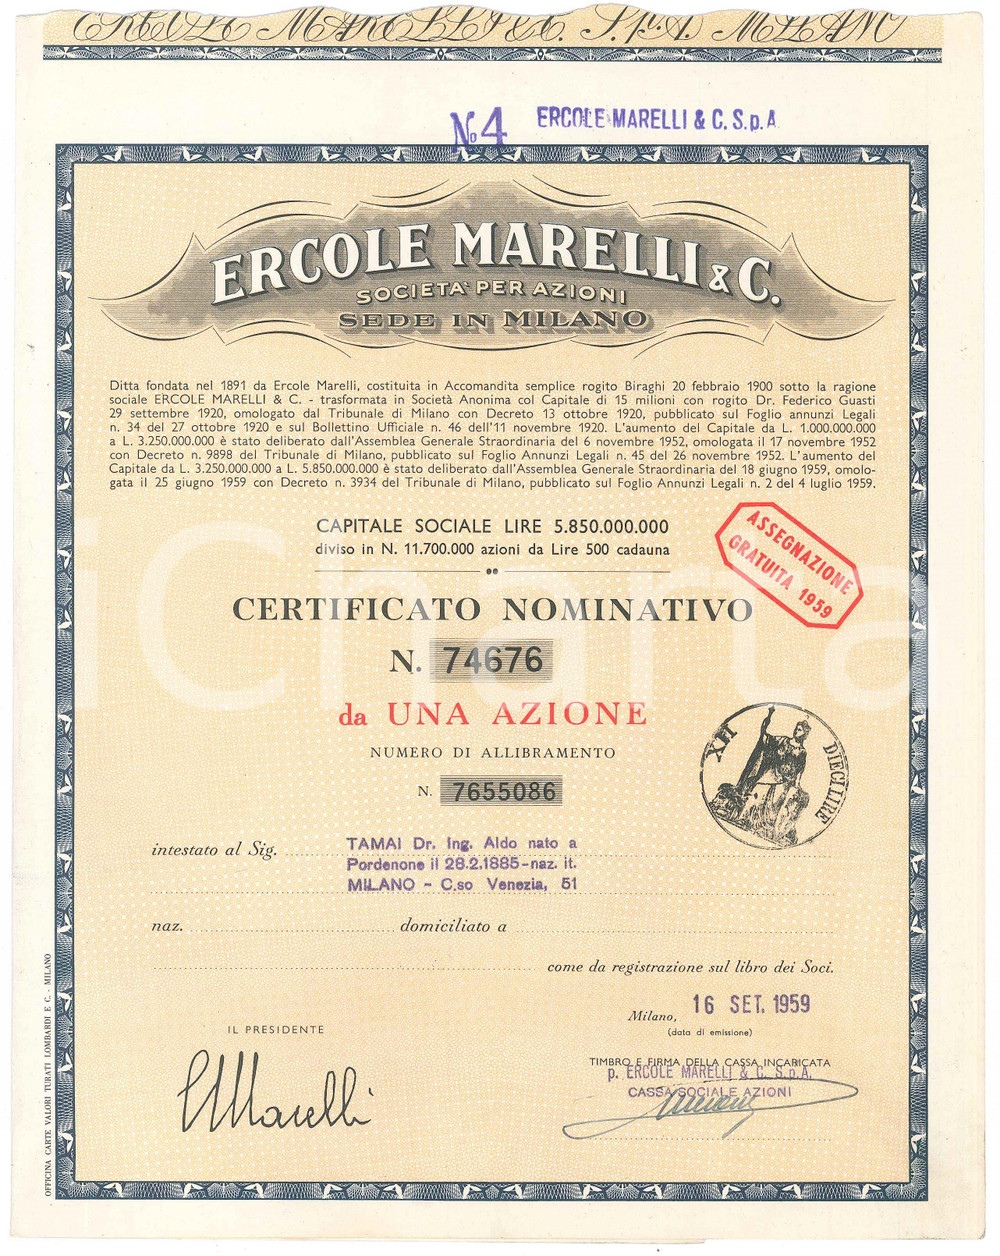 ERCOLE MARELLI & C. S.p.A. MILANO
No 4
ERCOLE MARELLI & C. S.p.A.
ERCOLE MARELLI & C.
SOCIETA' PER AZIONI
SEDE IN MILANO
Ditta fondata nel 1891 da Ercole Marelli, costituita in Accomandita semplice rogito Biraghi 20 febbraio 1900 sotto la ragione
sociale ERCOLE MARELLI & C. - trasformata in Società Anonima col Capitale di 15 milioni con rogito Dr. Federico Guasti
29 settembre 1920, omologato dal Tribunale di Milano con Decreto 13 ottobre 1920, pubblicato sul Foglio annunzi Legali
n. 34 del 27 ottobre 1920 e sul Bollettino Ufficiale n. 46 dell'11 novembre 1920. L'aumento del Capitale da L. 1.000.000.000
a L. 3.250.000.000 è stato deliberato dall'Assemblea Generale Straordinaria del 6 novembre 1952, omologata il 17 novembre 1952
con Decreto n. 9898 del Tribunale di Milano, pubblicato sul Foglio Annunzi Legali n. 45 del 26 novembre 1952. L'aumento del
Capitale da L. 3.250.000.000 a L. 5.850.000.000 è stato deliberato dall'Assemblea Generale Straordinaria del 18 giugno 1959, omolo-
gata il 25 giugno 1959 con Decreto n. 3934 del Tribunale di Milano, pubblicato sul Foglio Annunzi Legali n. 2 del 4 luglio 1959.
CAPITALE SOCIALE LIRE 5.850.000.000
diviso in N. 11.700.000 azioni da Lire 500 cadauna
ASSEGNAZIONE
GRATUITA 1959
CERTIFICATO NOMINATIVO
N. 74676
da UNA AZIONE
NUMERO DI ALLIBRAMENTO
N. 7655086
XII DIECI LIRE
intestato al Sig. TAMAI Dr. Ing. Aldo nato a
Pordenone il 28.2.1885-naz. it.
MILANO - C.so Venezia, 51
naz. domiciliato a
come da registrazione sul libro dei Soci.
Milano, 16 SET. 1959
(data di emissione)
IL PRESIDENTE
TIMBRO E FIRMA DELLA CASSA INCARICATA
p. ERCOLE MARELLI & C. S.p.A.
CASSA SOCIALE AZIONI
Marelli
OFFICINA CARTE VALORI TURATI LOMBARDI E C. - MILANO
iCharta